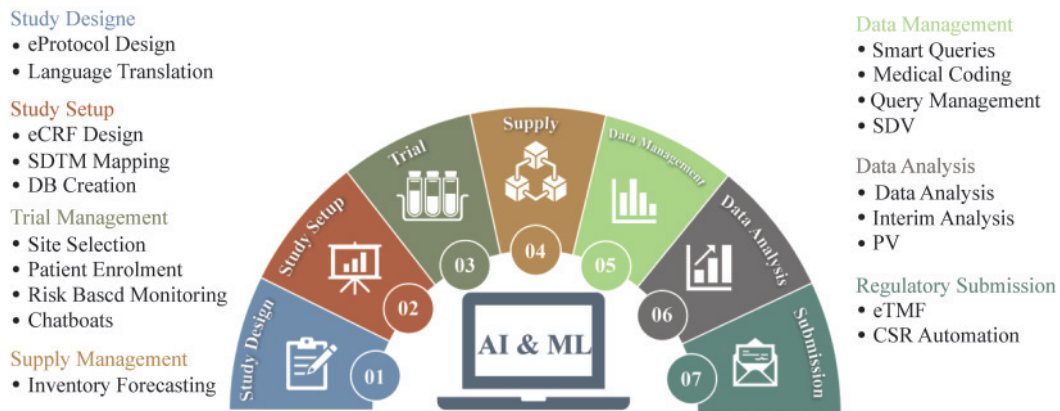 Study Designe
• eProtocol Design
• Language Translation
Study Setup
• eCRF Design
• SDTM Mapping
• DB Creation
Trial Management
• Site Selection
• Patient Enrolment
• Risk Bascd Monitoring
• Chatboats
Supply Management
• Inventory Forecasting
Study Design
01
Study Setup
02
Trial
03
Supply
04
Data Management
05
Data Analysis
06
Submission
07
AI & ML
Data Management
• Smart Queries
• Medical Coding
• Query Management
• SDV
Data Analysis
• Data Analysis
• Interim Analysis
• PV
Regulatory Submission
• eTMF
• CSR Automation